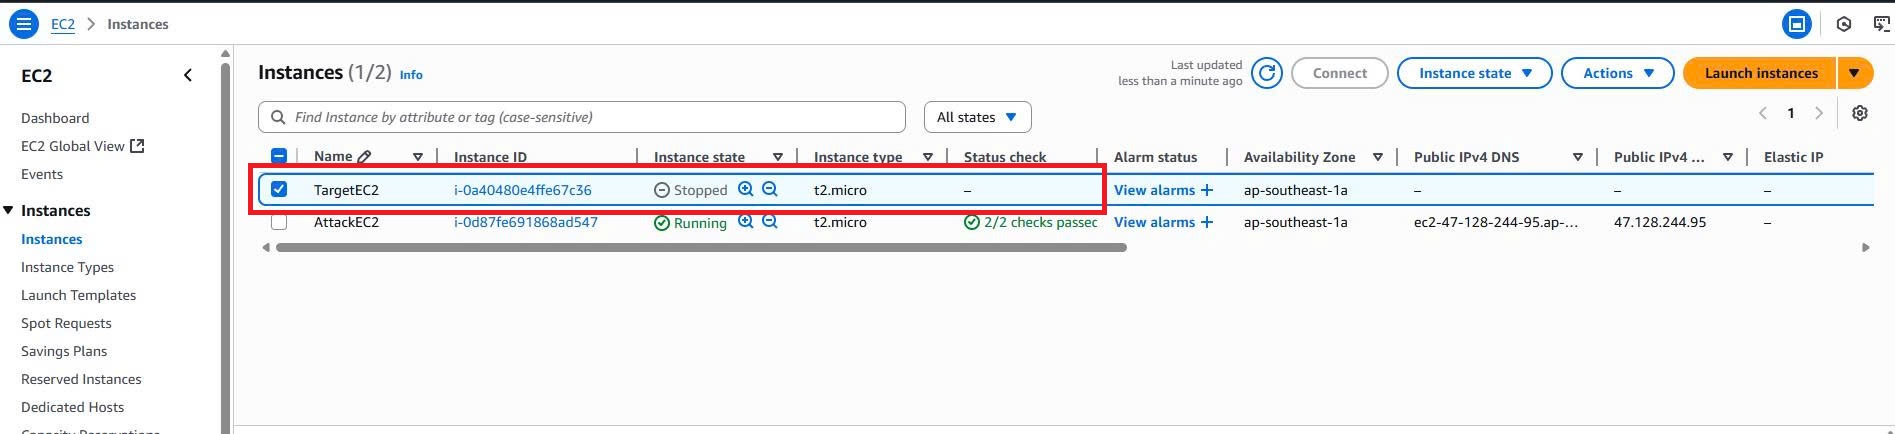 EC2 > Instances
EC2
Dashboard
EC2 Global View
Events
Instances
Instances
Instance Types
Launch Templates
Spot Requests
Savings Plans
Reserved Instances
Dedicated Hosts
Capacity Reservations
Instances (1/2) Info
Last updated
less than a minute ago
Connect
Instance state
Actions
Launch instances
Find Instance by attribute or tag (case-sensitive)
All states
1
Name Instance ID Instance state Instance type Status check Alarm status Availability Zone Public IPv4 DNS Public IPv4 ... Elastic IP
TargetEC2 i-0a40480e4ffe67c36 Stopped t2.micro – View alarms + ap-southeast-1a – – –
AttackEC2 i-0d87fe691868ad547 Running t2.micro 2/2 checks passec View alarms + ap-southeast-1a ec2-47-128-244-95.ap-... 47.128.244.95 –